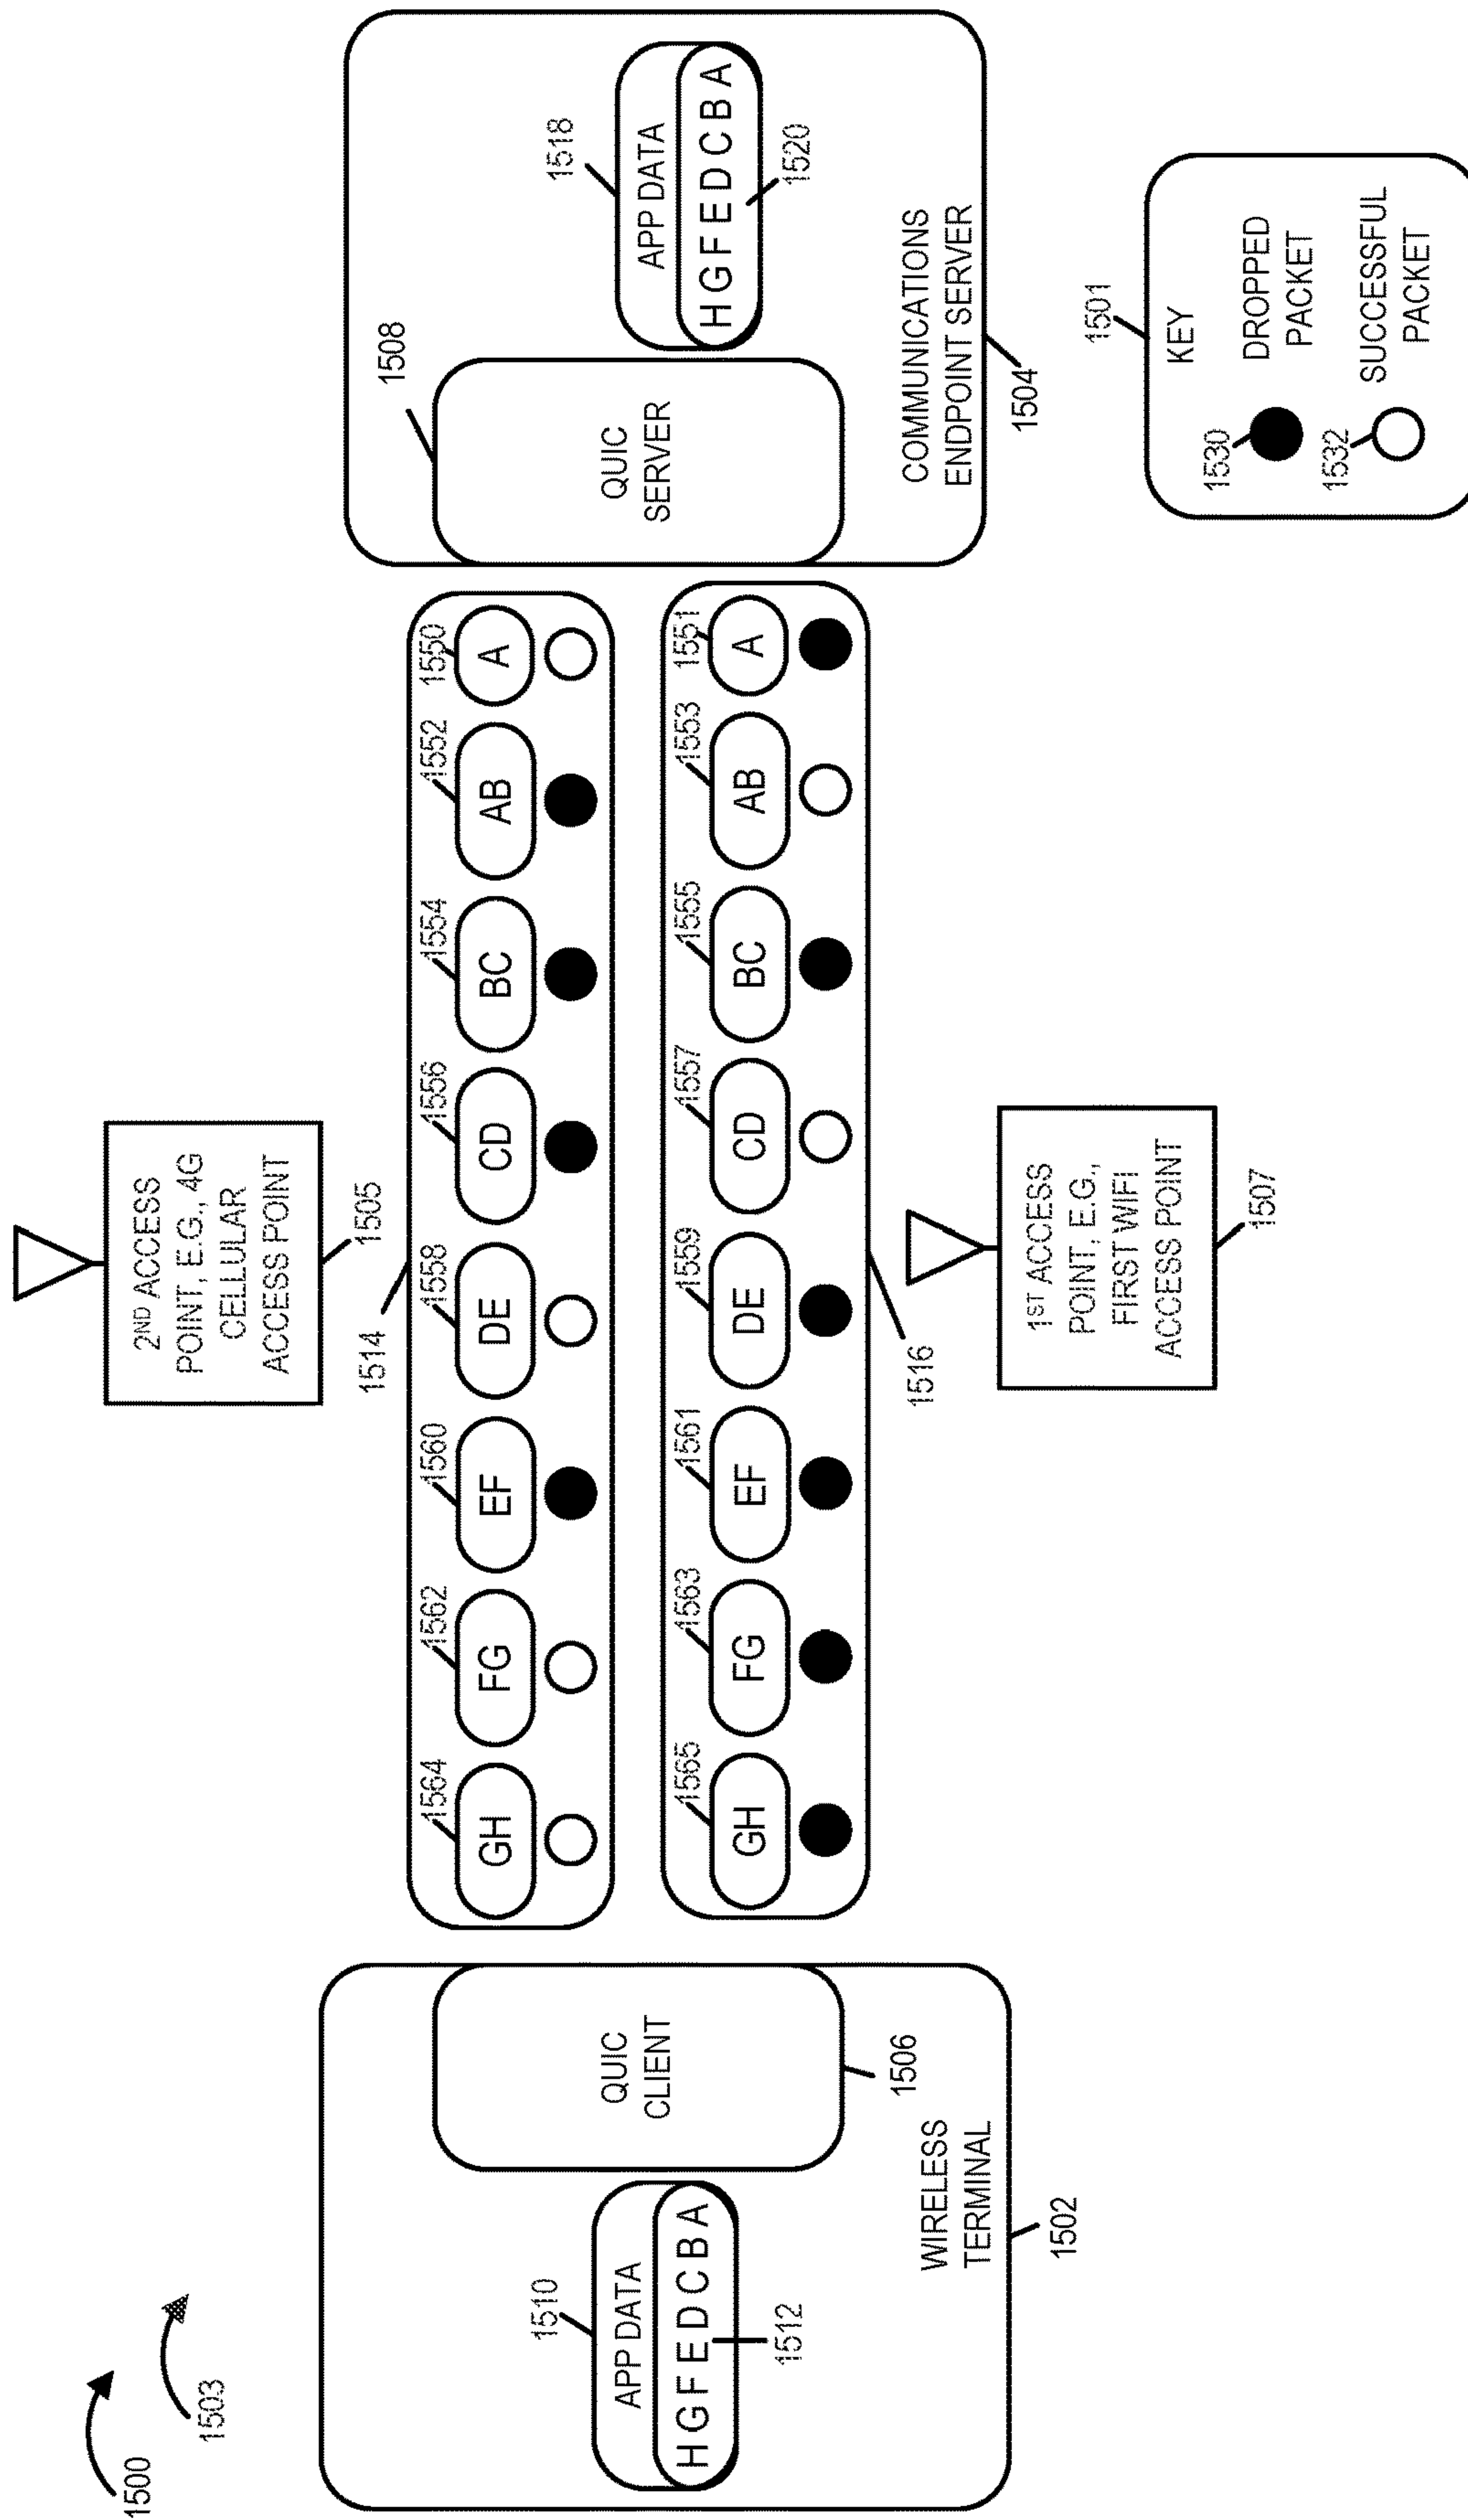 1500
1503
2ND ACCESS
POINT, E.G., 4G
CELLULAR
ACCESS POINT
1505
1514
1510
APP DATA
H G F E D C B A
1512
QUIC
CLIENT
1506
WIRELESS
TERMINAL
1502
1564
1562
1560
1558
1556
1554
1552
1550
GH
FG
EF
DE
CD
BC
AB
A
1565
1563
1561
1559
1557
1555
1553
1551
GH
FG
EF
DE
CD
BC
AB
A
1516
1ST ACCESS
POINT, E.G.,
FIRST WIFI
ACCESS POINT
1507
1508
QUIC
SERVER
1518
APP DATA
H G F E D C B A
1520
COMMUNICATIONS
ENDPOINT SERVER
1504
1501
KEY
1530
DROPPED
PACKET
1532
SUCCESSFUL
PACKET